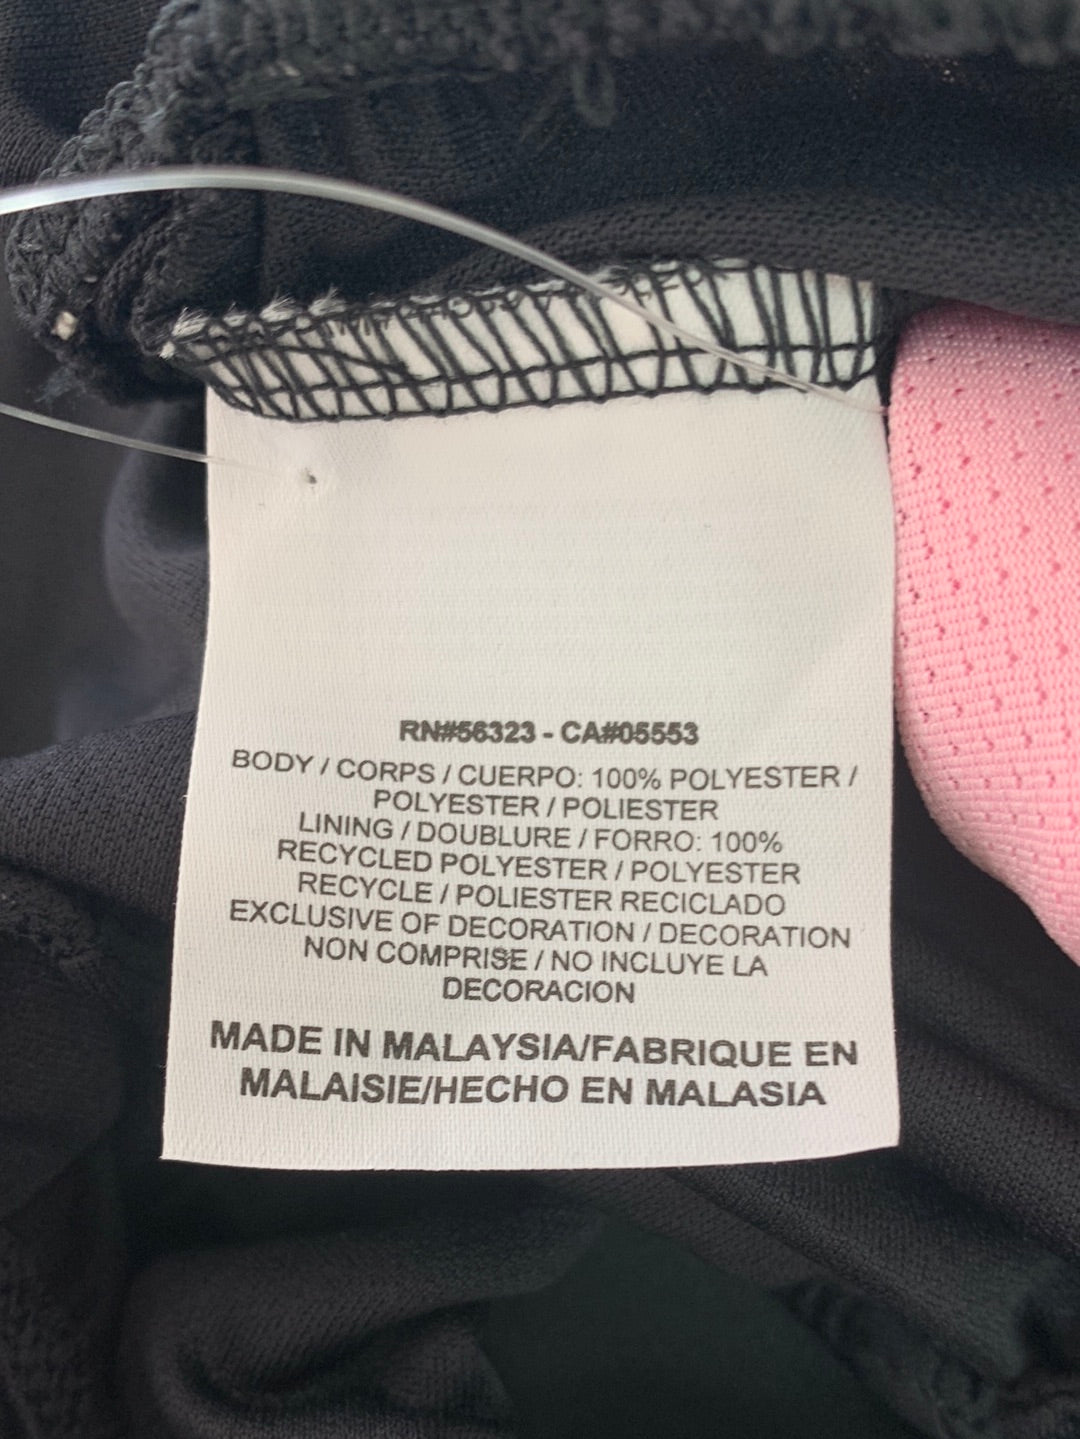 RN#56323 - CA#05553
BODY / CORPS / CUERPO: 100% POLYESTER /
POLYESTER / POLIESTER
LINING / DOUBLURE / FORRO: 100%
RECYCLED POLYESTER / POLYESTER
RECYCLE / POLIESTER RECICLADO
EXCLUSIVE OF DECORATION / DECORATION
NON COMPRISE / NO INCLUYE LA
DECORACION
MADE IN MALAYSIA/FABRIQUE EN
MALAISIE/HECHO EN MALASIA